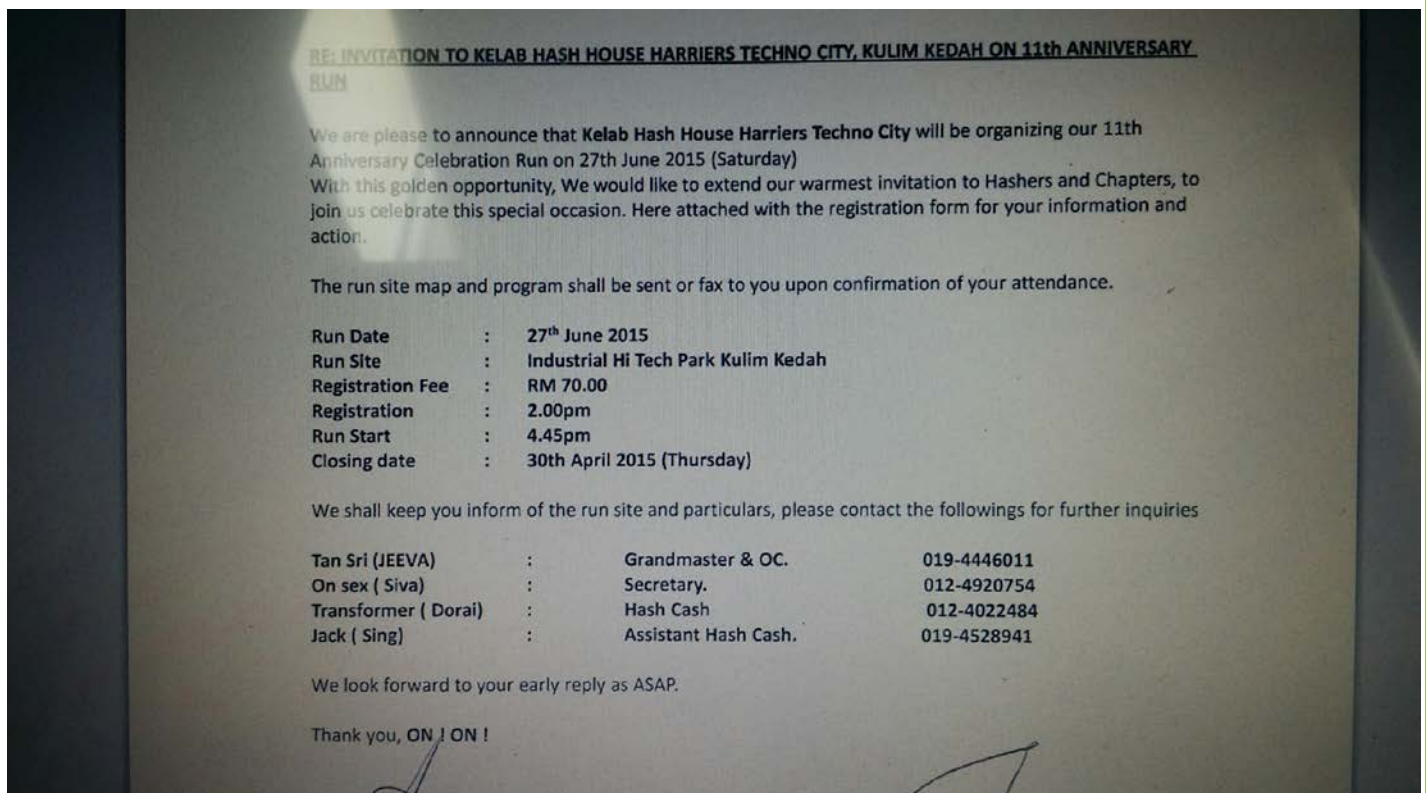 RE: INVITATION TO KELAB HASH HOUSE HARRIERS TECHNO CITY, KULIM KEDAH ON 11th ANNIVERSARY
RUN
We are please to announce that Kelab Hash House Harriers Techno City will be organizing our 11th
Anniversary Celebration Run on 27th June 2015 (Saturday)
With this golden opportunity, We would like to extend our warmest invitation to Hashers and Chapters, to
join us celebrate this special occasion. Here attached with the registration form for your information and
action.
The run site map and program shall be sent or fax to you upon confirmation of your attendance.
Run Date : 27th June 2015
Run Site : Industrial Hi Tech Park Kulim Kedah
Registration Fee : RM 70.00
Registration : 2.00pm
Run Start : 4.45pm
Closing date : 30th April 2015 (Thursday)
We shall keep you inform of the run site and particulars, please contact the followings for further inquiries
Tan Sri (JEEVA) : Grandmaster & OC. 019-4446011
On sex ( Siva) : Secretary. 012-4920754
Transformer ( Dorai) : Hash Cash 012-4022484
Jack ( Sing) : Assistant Hash Cash. 019-4528941
We look forward to your early reply as ASAP.
Thank you, ON ! ON !